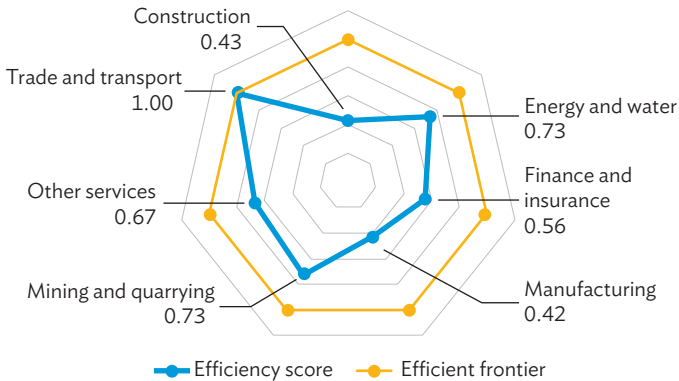 Construction
0.43
Trade and transport
1.00
Energy and water
0.73
Finance and
insurance
0.56
Other services
0.67
Mining and quarrying
0.73
Manufacturing
0.42
Efficiency score
Efficient frontier